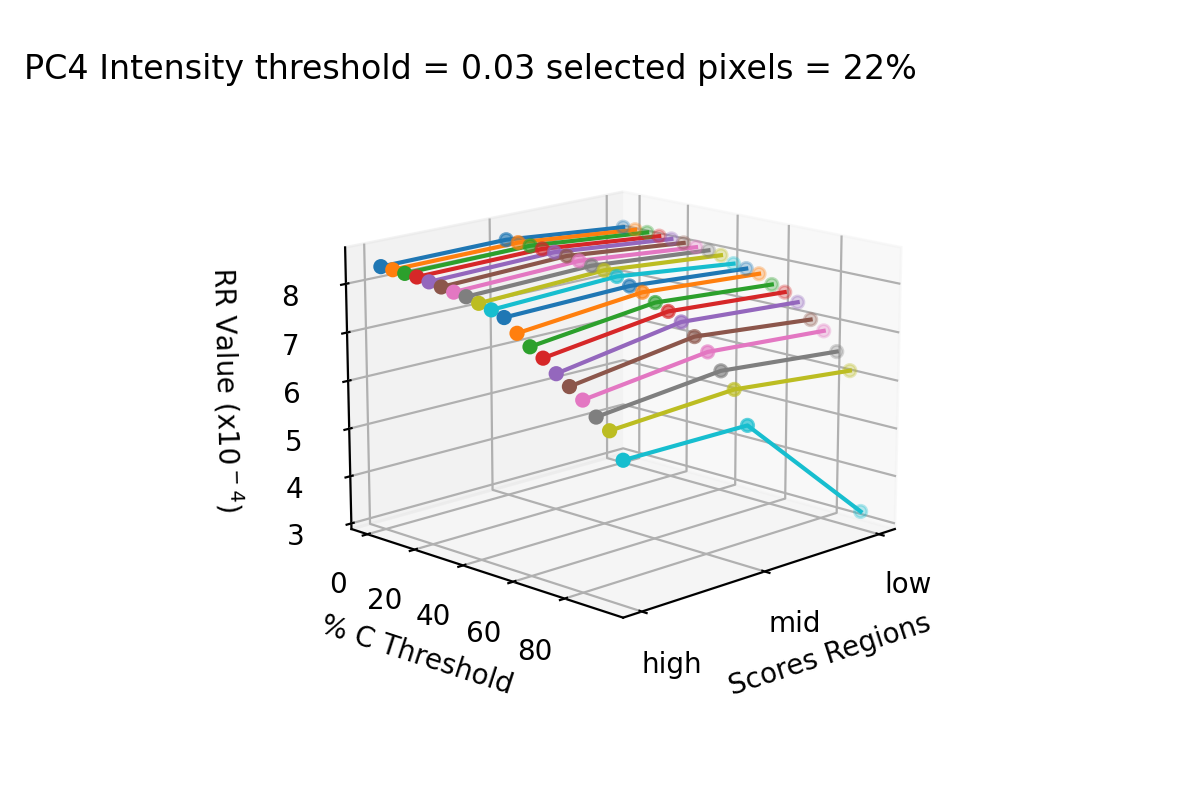 PC4 Intensity threshold = 0.03 selected pixels = 22%
RR Value (x10⁻⁴)
8
7
6
5
4
3
0
20
40
60
80
% C Threshold
high
mid
low
Scores Regions